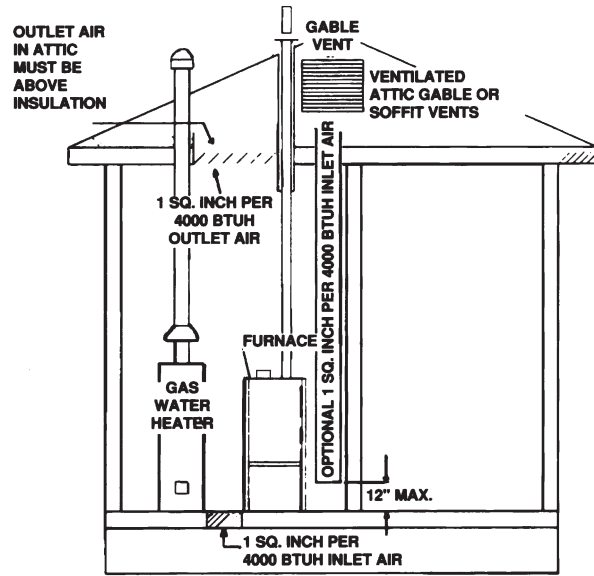 OUTLET AIR
IN ATTIC
MUST BE
ABOVE
INSULATION
GABLE
VENT
VENTILATED
ATTIC GABLE OR
SOFFIT VENTS
1 SQ. INCH PER
4000 BTUH
OUTLET AIR
OPTIONAL 1 SQ. INCH PER 4000 BTUH INLET AIR
FURNACE
GAS
WATER
HEATER
12" MAX.
1 SQ. INCH PER
4000 BTUH INLET AIR